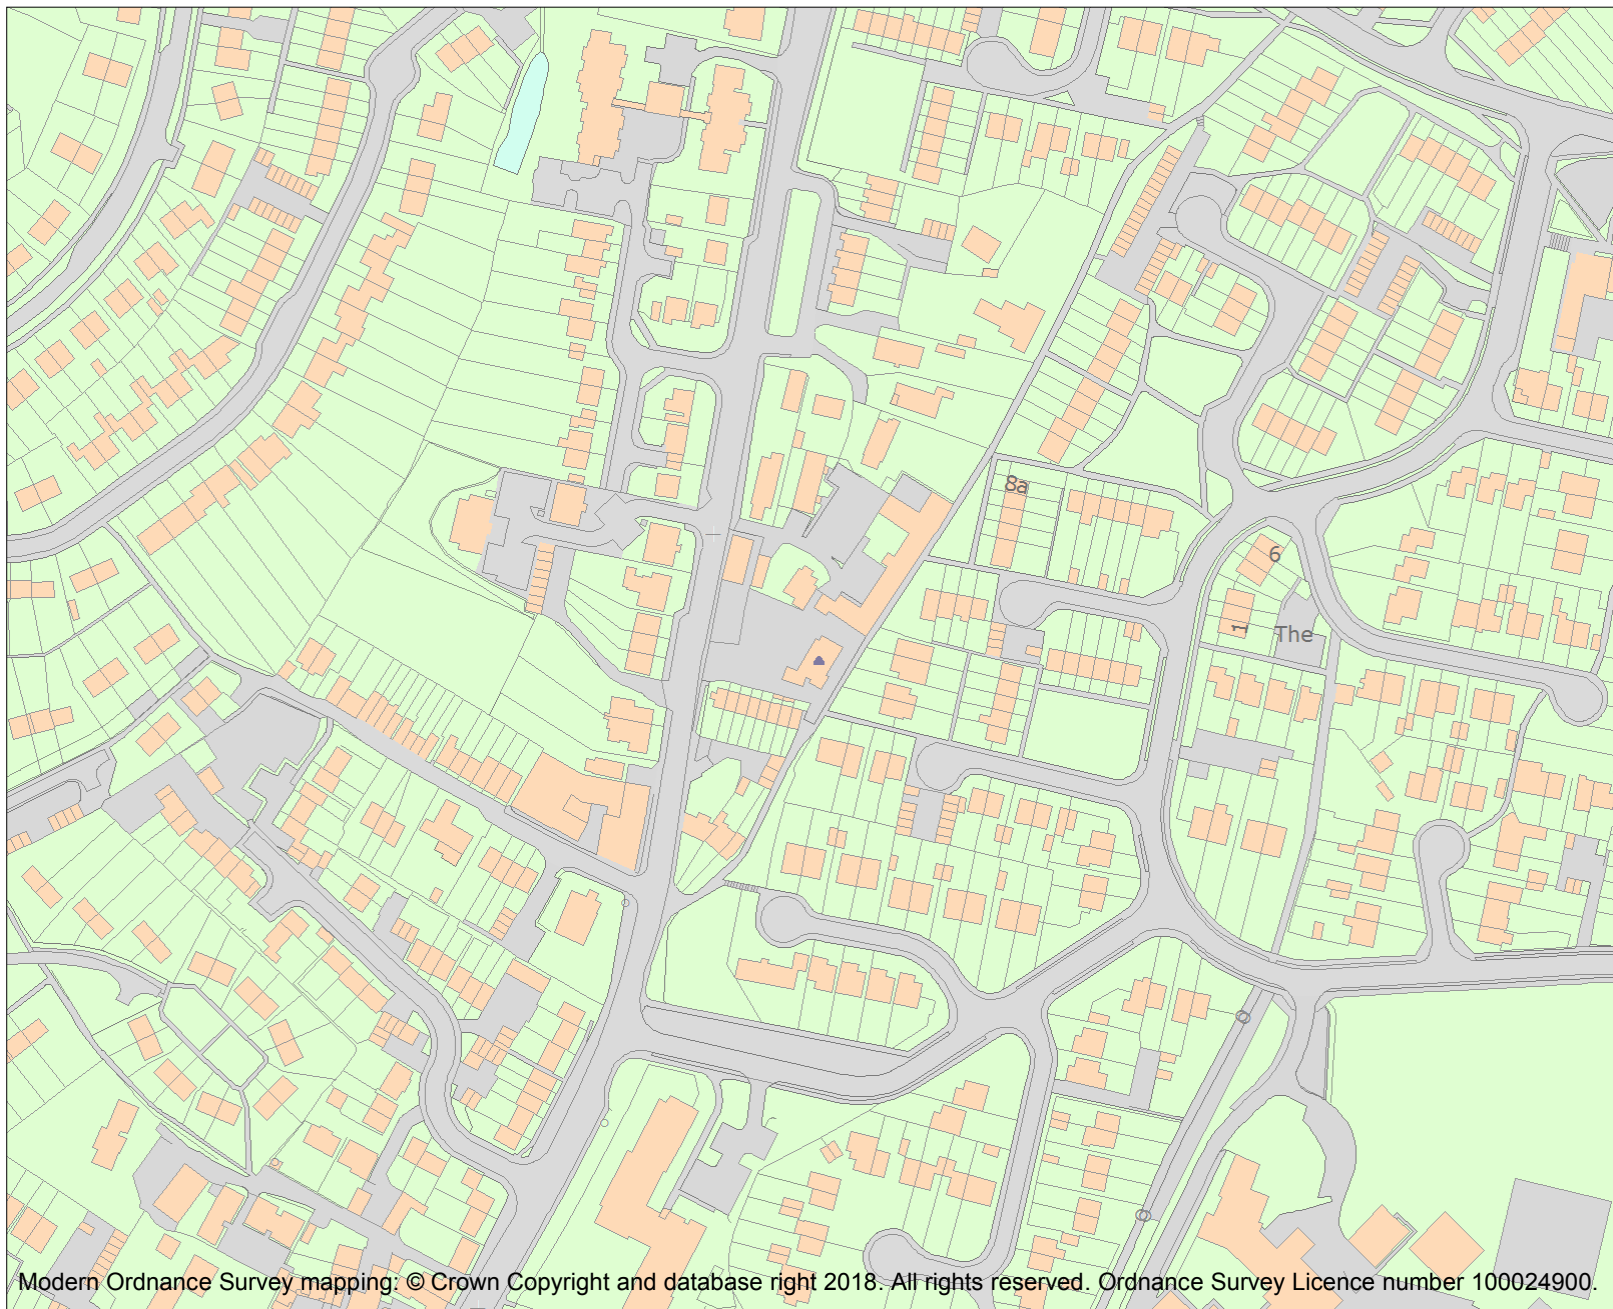 8a
6
1
The
Modern Ordnance Survey mapping: © Crown Copyright and database right 2018. All rights reserved. Ordnance Survey Licence number 100024900.